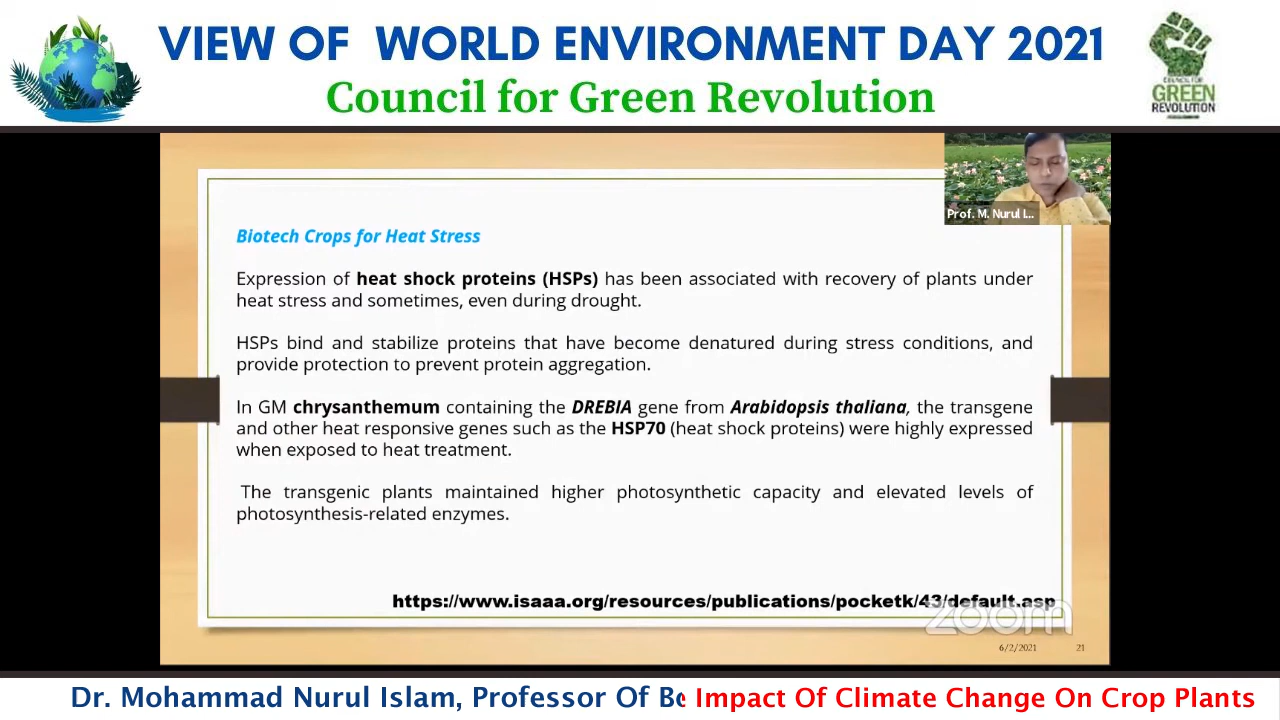 VIEW OF WORLD ENVIRONMENT DAY 2021
Council for Green Revolution
COUNCIL FOR
GREEN
REVOLUTION
Prof. M. Nurul I...
Biotech Crops for Heat Stress
Expression of heat shock proteins (HSPs) has been associated with recovery of plants under
heat stress and sometimes, even during drought.
HSPs bind and stabilize proteins that have become denatured during stress conditions, and
provide protection to prevent protein aggregation.
In GM chrysanthemum containing the DREBIA gene from Arabidopsis thaliana, the transgene
and other heat responsive genes such as the HSP70 (heat shock proteins) were highly expressed
when exposed to heat treatment.
The transgenic plants maintained higher photosynthetic capacity and elevated levels of
photosynthesis-related enzymes.
https://www.isaaa.org/resources/publications/pocketk/43/default.asp
zoom
6/2/2021 21
Dr. Mohammad Nurul Islam, Professor Of Impact Of Climate Change On Crop Plants